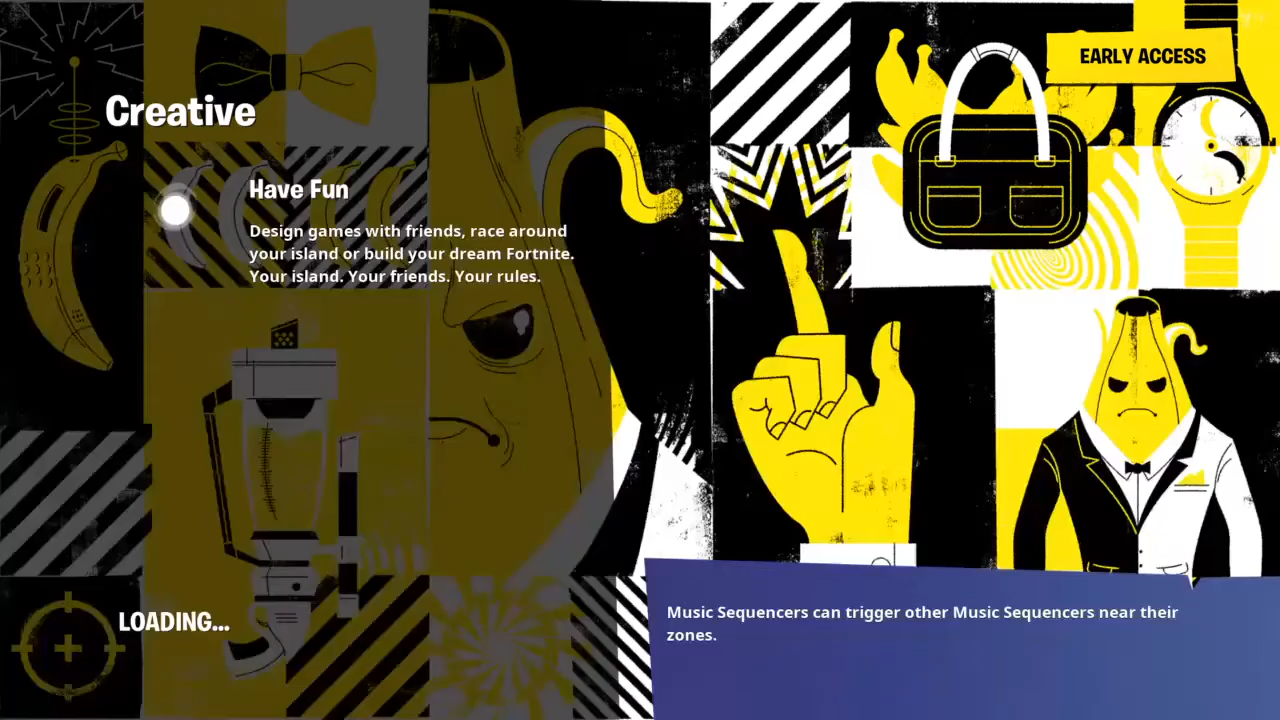 EARLY ACCESS
Creative
Have Fun
Design games with friends, race around
your island or build your dream Fortnite.
Your island. Your friends. Your rules.
LOADING...
Music Sequencers can trigger other Music Sequencers near their
zones.